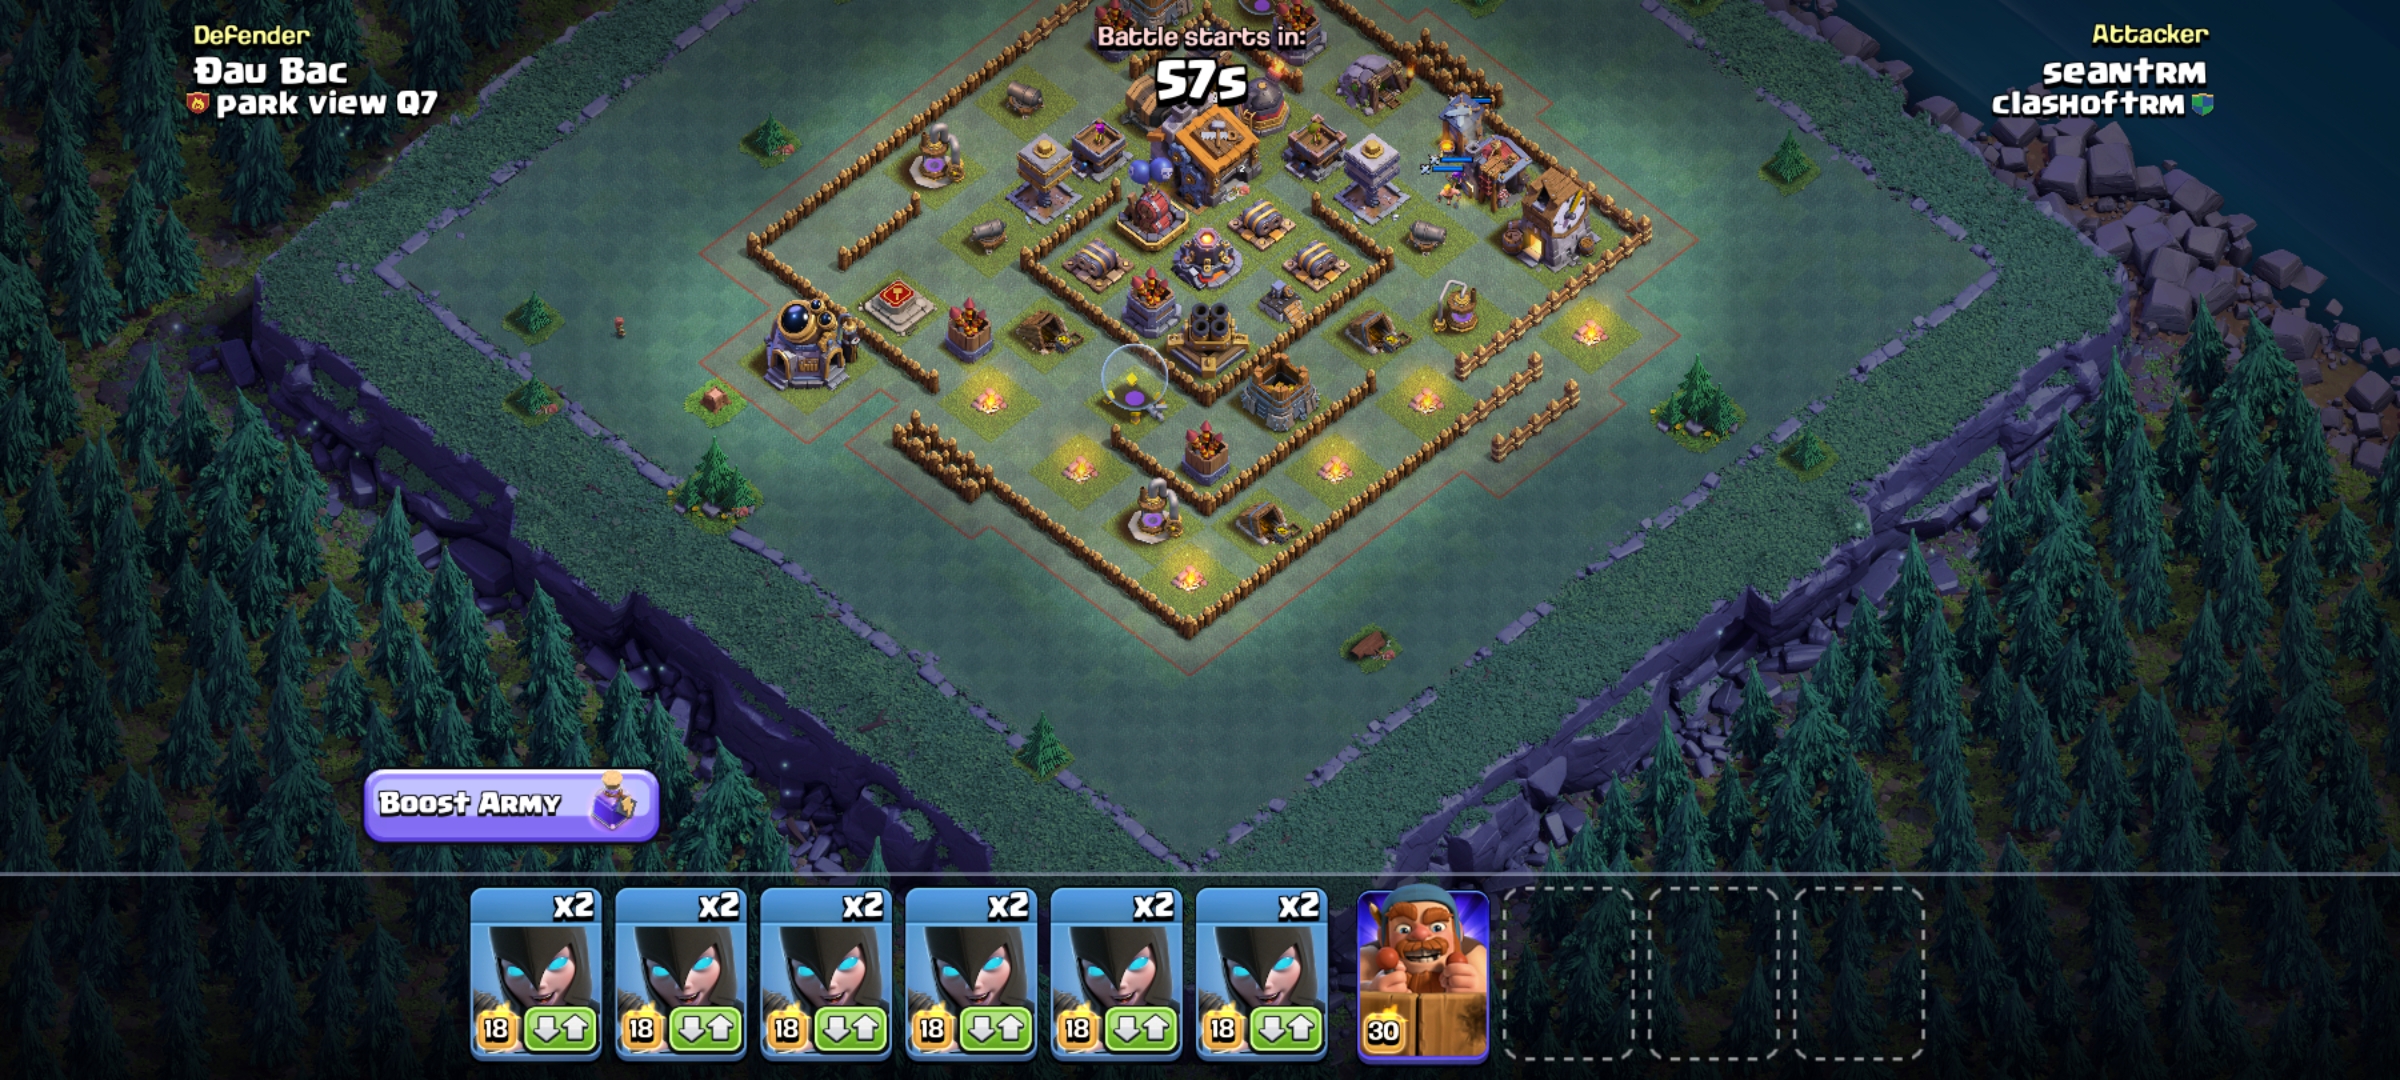 Defender
Đau Bac
park view Q7
Battle starts in:
57s
Attacker
seantRM
clashoftRM
Boost Army
x2
x2
x2
x2
x2
x2
18
18
18
18
18
18
30